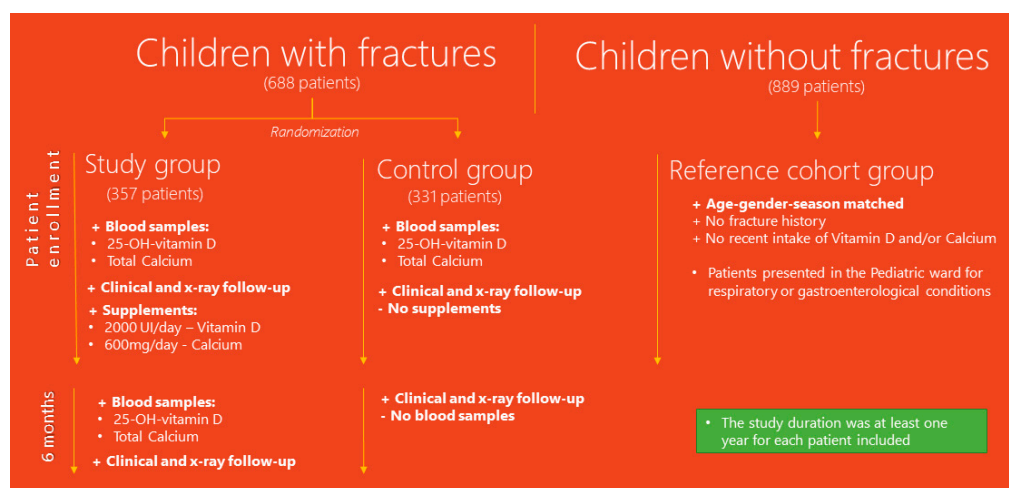 Children with fractures
(688 patients)
Children without fractures
(889 patients)
Randomization
Patient
enrollment
Study group
(357 patients)
+ Blood samples:
• 25-OH-vitamin D
• Total Calcium
+ Clinical and x-ray follow-up
+ Supplements:
• 2000 UI/day – Vitamin D
• 600mg/day - Calcium
Control group
(331 patients)
+ Blood samples:
• 25-OH-vitamin D
• Total Calcium
+ Clinical and x-ray follow-up
- No supplements
Reference cohort group
+ Age-gender-season matched
+ No fracture history
+ No recent intake of Vitamin D and/or Calcium
• Patients presented in the Pediatric ward for
respiratory or gastroenterological conditions
6 months
+ Blood samples:
• 25-OH-vitamin D
• Total Calcium
+ Clinical and x-ray follow-up
+ Clinical and x-ray follow-up
- No blood samples
• The study duration was at least one
year for each patient included